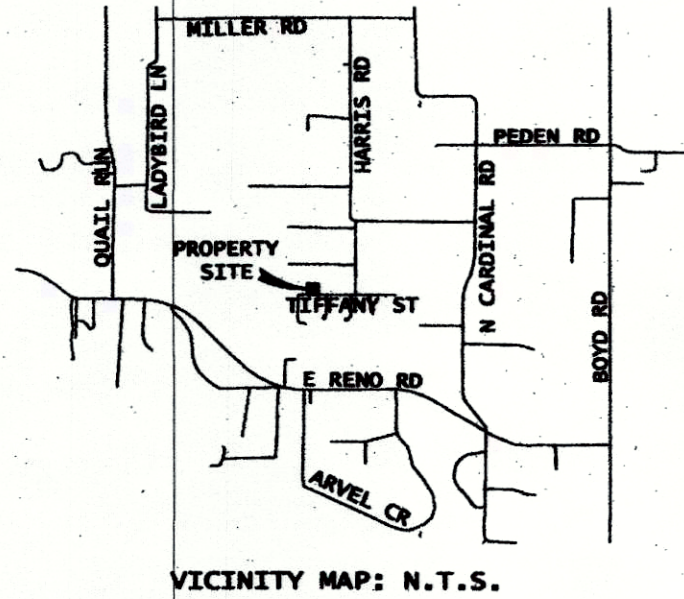 MILLER RD
LADYBIRD LN
HARRIS RD
PEDEN RD
QUAIL RUN
N CARDINAL RD
PROPERTY
SITE
TIFFANY ST
BOYD RD
E RENO RD
ARVEL CR
VICINITY MAP: N.T.S.